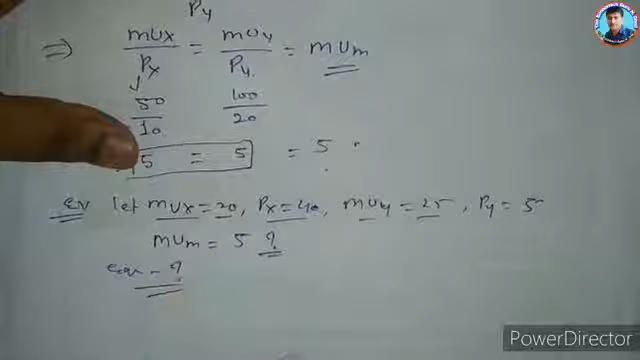 Py
⇒ mUx/Px = mUy/Py = mUm
50/10 100/20
5 = 5 = 5
Ex let mUx = 20, Px = 40, mUy = 25, Py = 5
mUm = 5 ?
?
PowerDirector